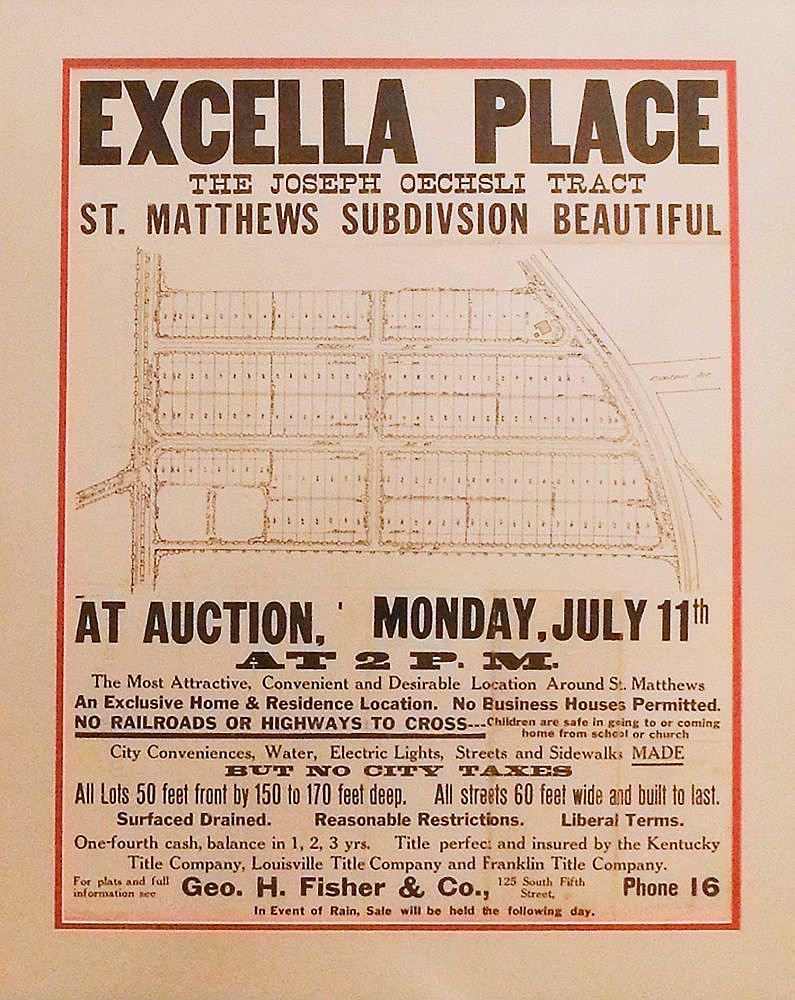 EXCELLA PLACE
THE JOSEPH OECHSLI TRACT
ST. MATTHEWS SUBDIVSION BEAUTIFUL
AT AUCTION, MONDAY, JULY 11th
AT 2 P. M.
The Most Attractive, Convenient and Desirable Location Around St. Matthews
An Exclusive Home & Residence Location. No Business Houses Permitted.
NO RAILROADS OR HIGHWAYS TO CROSS---Children are safe in going to or coming
home from school or church
City Conveniences, Water, Electric Lights, Streets and Sidewalks MADE
BUT NO CITY TAXES
All Lots 50 feet front by 150 to 170 feet deep. All streets 60 feet wide and built to last.
Surfaced Drained. Reasonable Restrictions. Liberal Terms.
One-fourth cash, balance in 1, 2, 3 yrs. Title perfect and insured by the Kentucky
Title Company, Louisville Title Company and Franklin Title Company.
For plats and full
information see
Geo. H. Fisher & Co.,
125 South Fifth
Street,
Phone 16
In Event of Rain, Sale will be held the following day.